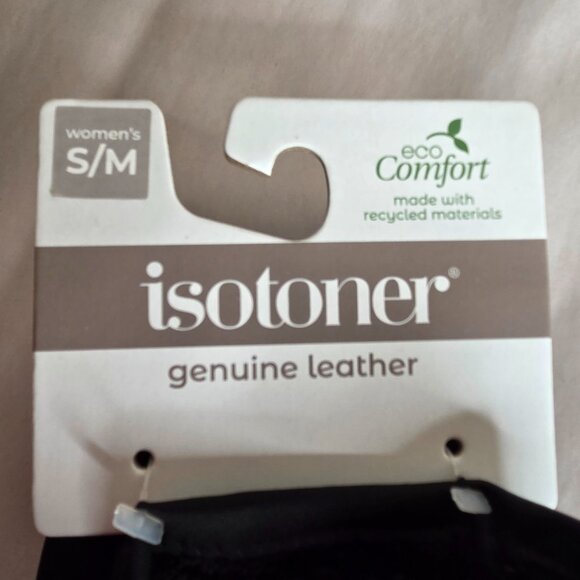 women's
S/M
eco
Comfort
made with
recycled materials
isotoner®
genuine leather